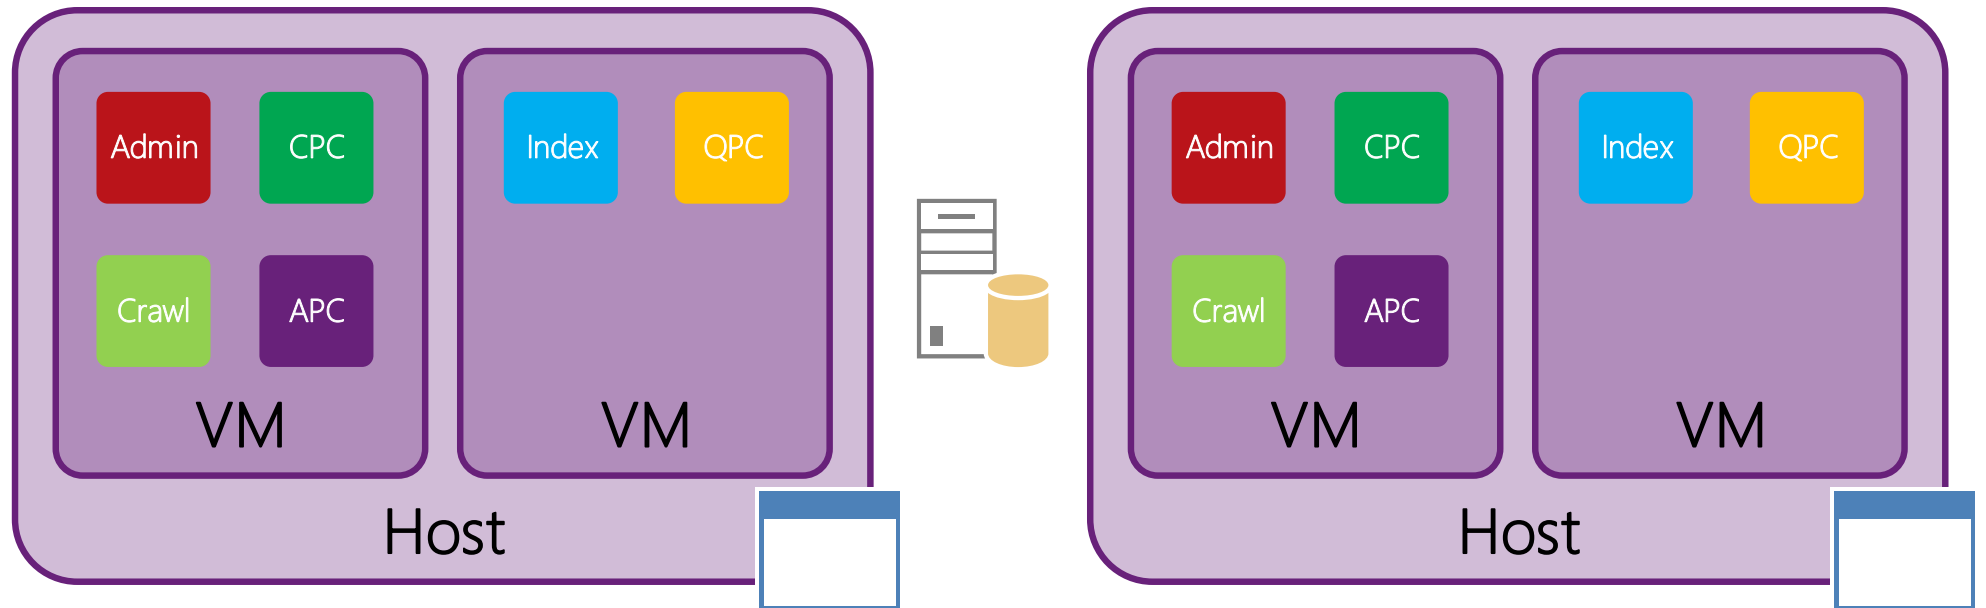 Admin
CPC
Index
QPC
Crawl
APC
VM
VM
Host
Admin
CPC
Index
QPC
Crawl
APC
VM
VM
Host